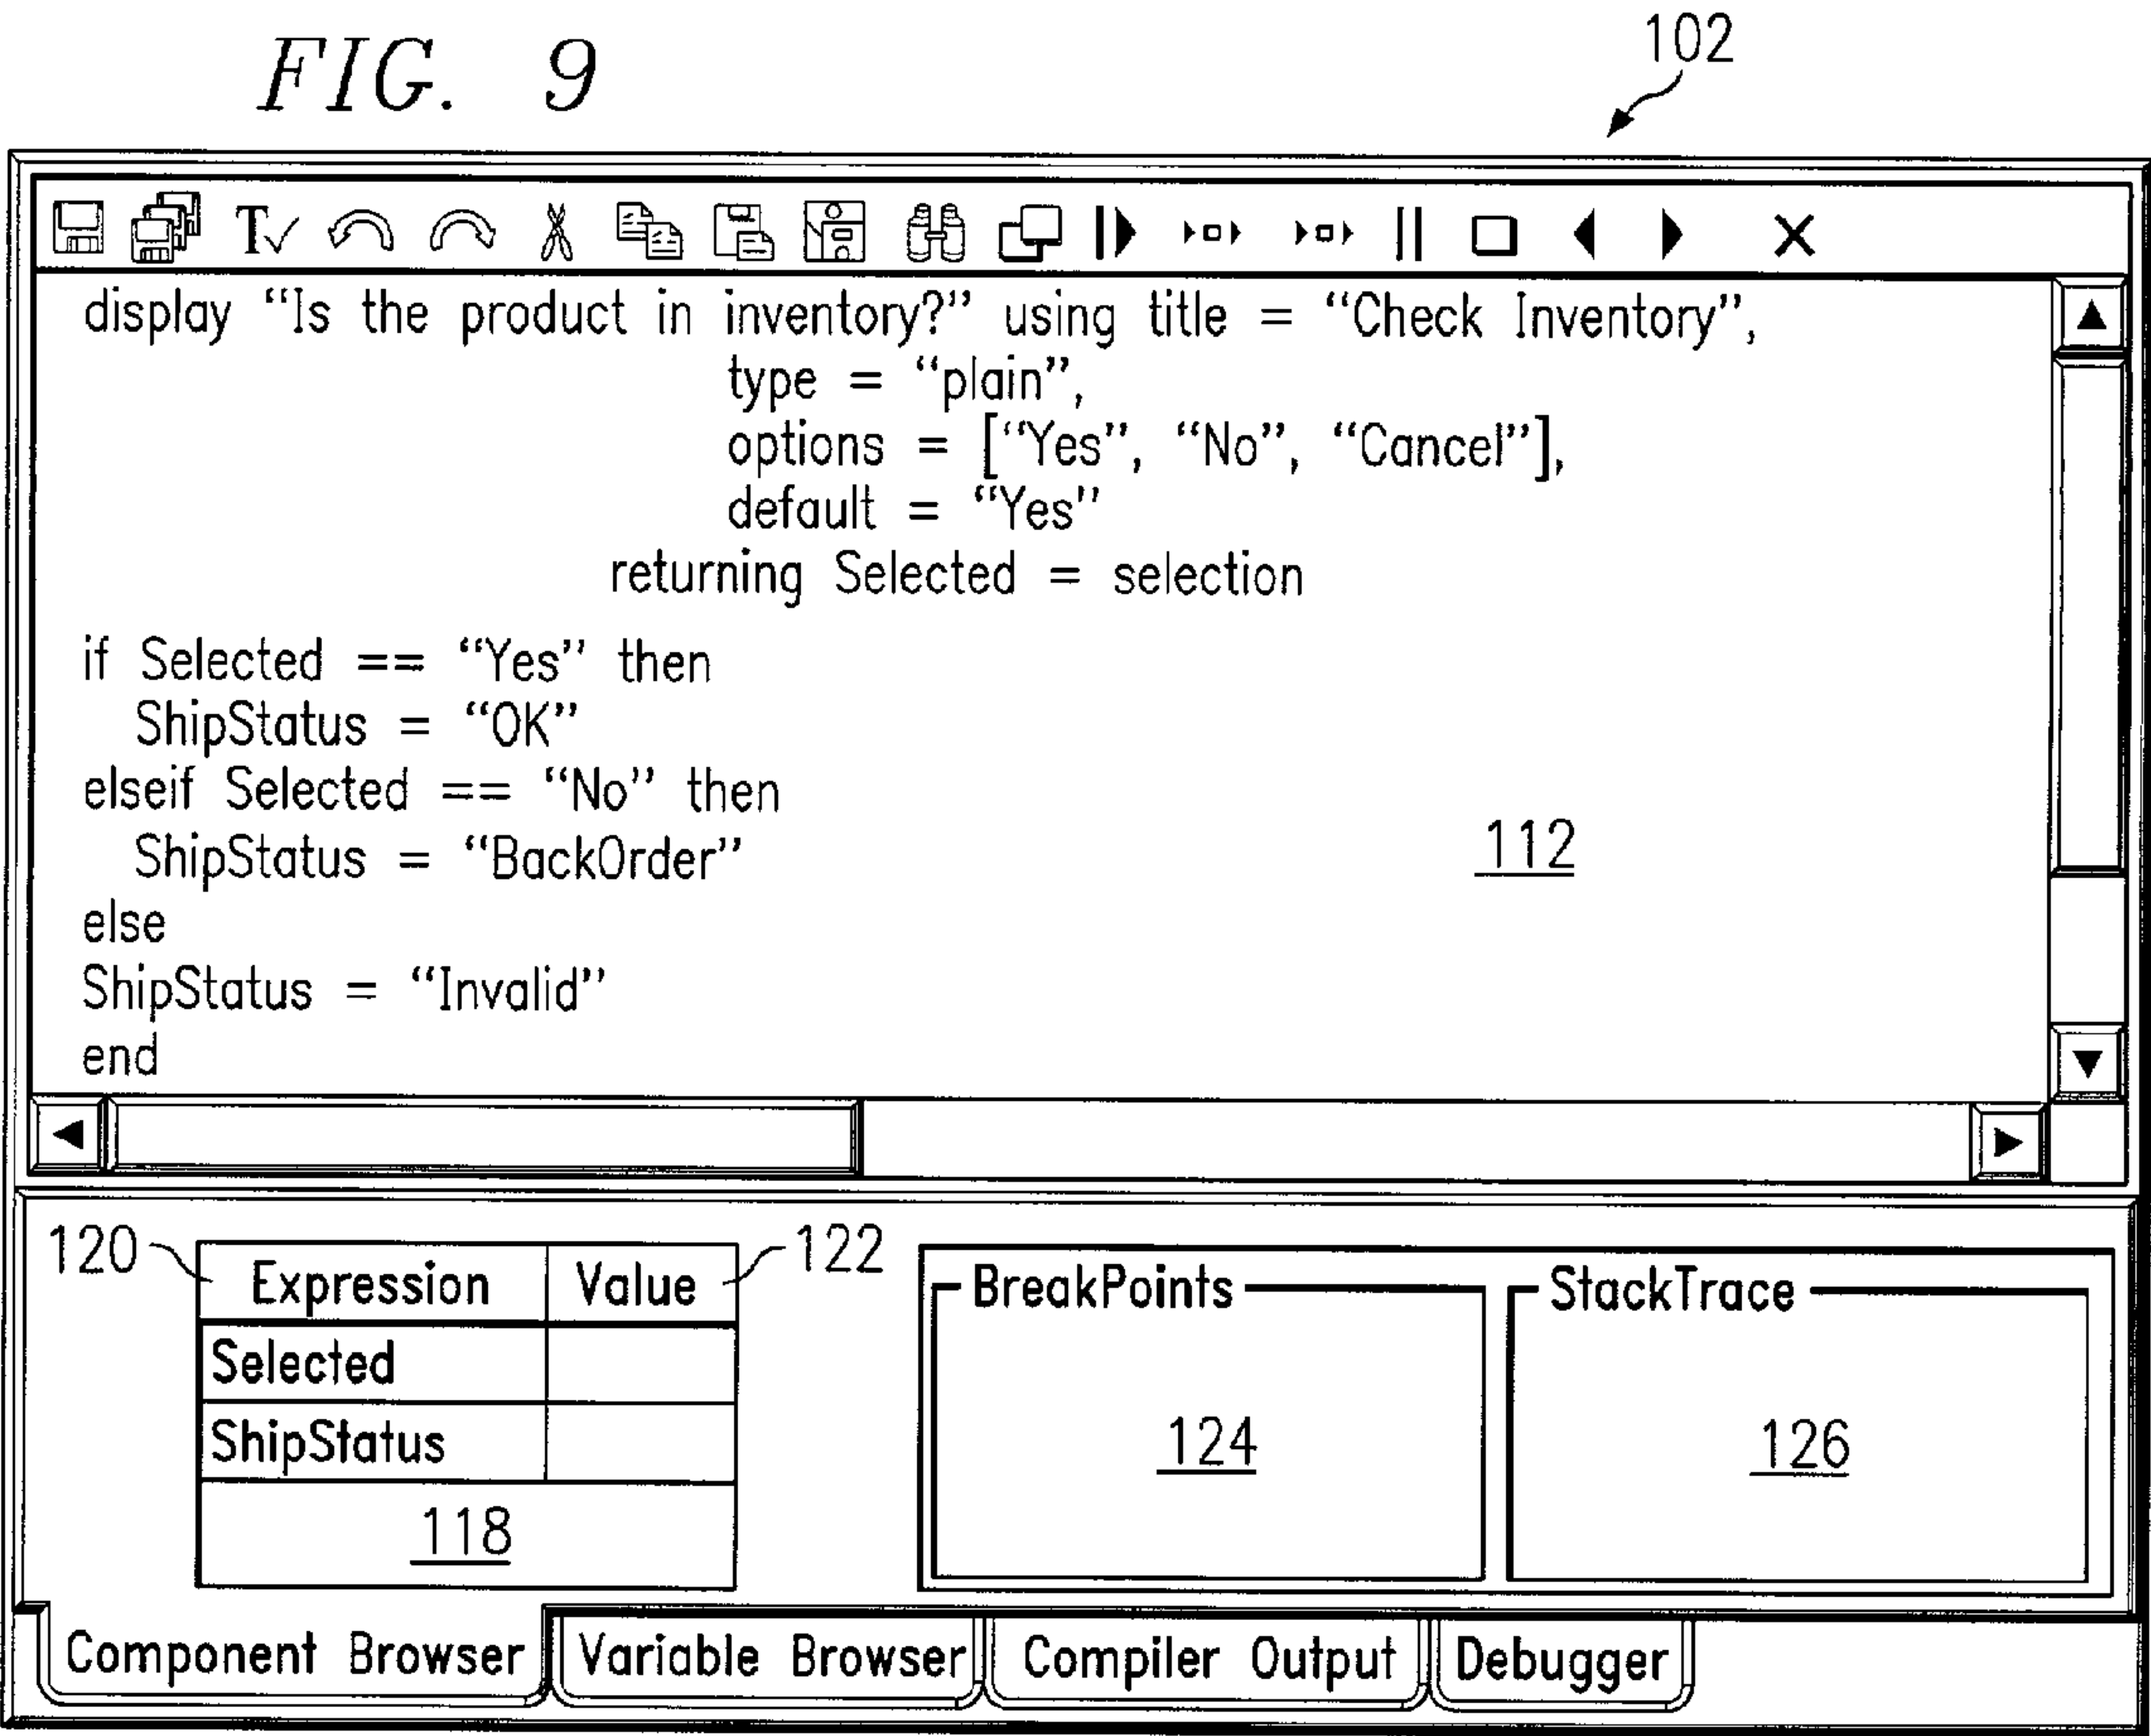 FIG. 9
102
T
display “Is the product in inventory?” using title = “Check Inventory”,
type = “plain”,
options = [“Yes”, “No”, “Cancel”],
default = “Yes”
returning Selected = selection
if Selected == “Yes” then
ShipStatus = “OK”
elseif Selected == “No” then
ShipStatus = “BackOrder”
112
else
ShipStatus = “Invalid”
end
120
Expression Value
122
Selected
ShipStatus
118
BreakPoints
124
StackTrace
126
Component Browser Variable Browser Compiler Output Debugger